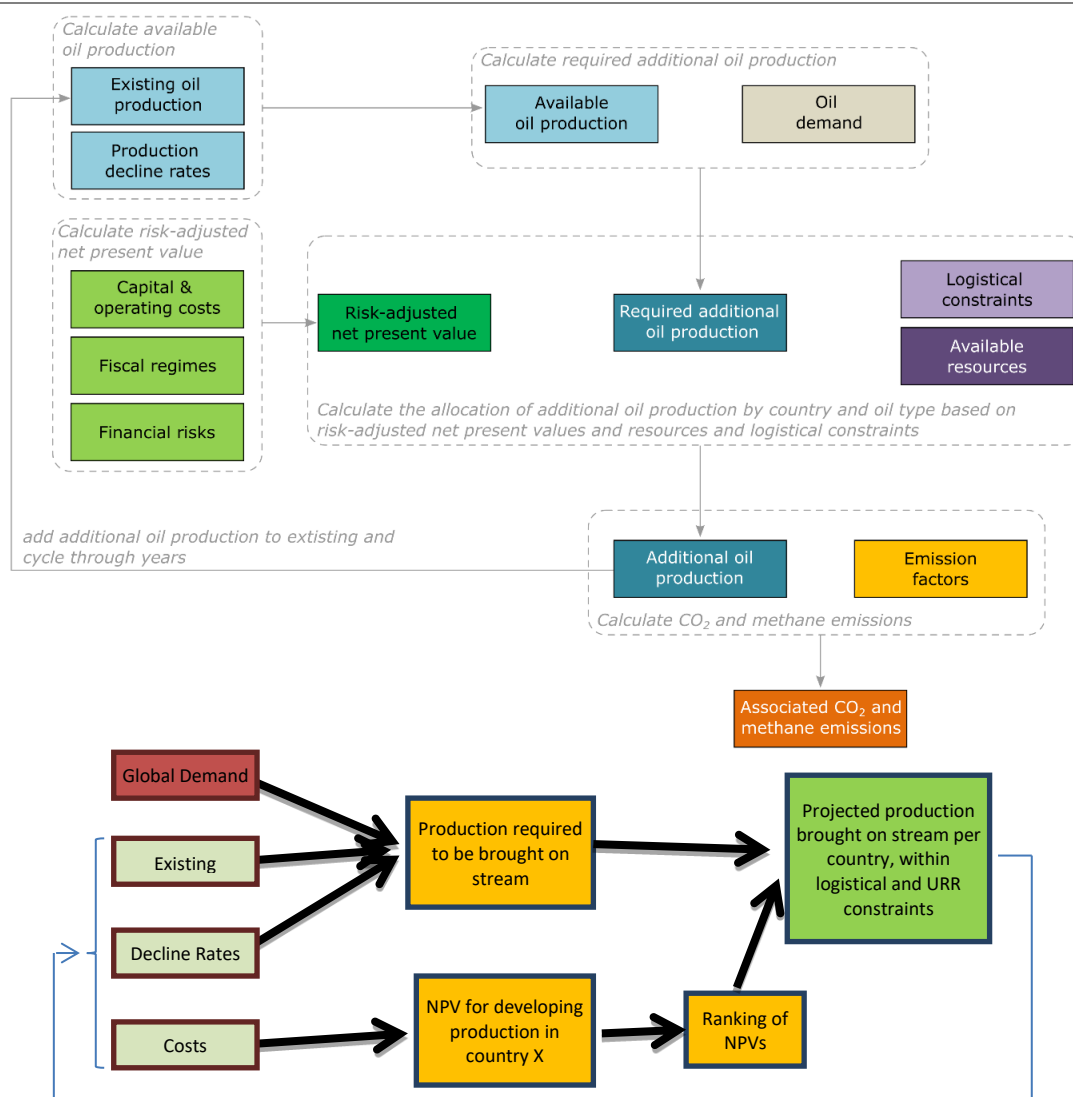 Calculate available
oil production
Existing oil
production
Production
decline rates
Calculate required additional oil production
Available
oil production
Oil
demand
Calculate risk-adjusted
net present value
Capital &
operating costs
Fiscal regimes
Financial risks
Risk-adjusted
net present value
Required additional
oil production
Logistical
constraints
Available
resources
Calculate the allocation of additional oil production by country and oil type based on
risk-adjusted net present values and resources and logistical constraints
add additional oil production to extisting and
cycle through years
Additional oil
production
Emission
factors
Calculate CO₂ and methane emissions
Associated CO₂ and
methane emissions
Global Demand
Existing
Decline Rates
Costs
Production required
to be brought on
stream
NPV for developing
production in
country X
Ranking of
NPVs
Projected production
brought on stream per
country, within
logistical and URR
constraints